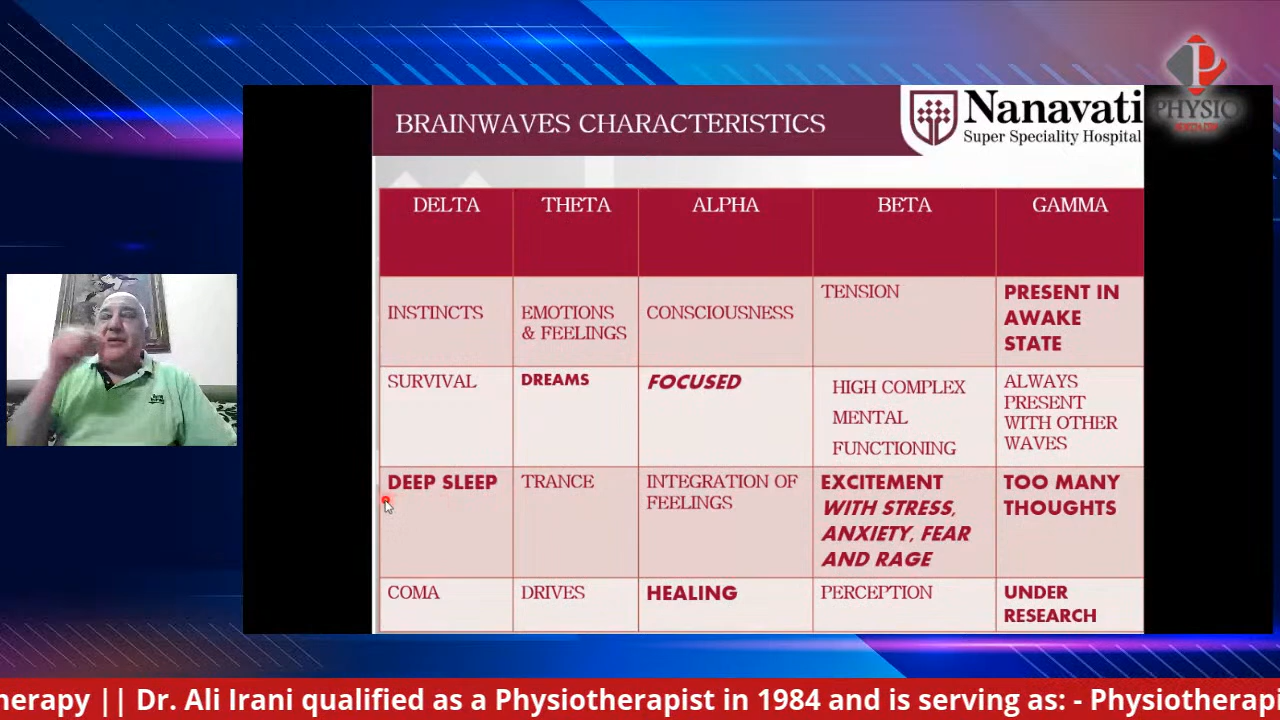 P
PHYSIO
BRAINWAVES CHARACTERISTICS
Nanavati
Super Speciality Hospital
DELTA THETA ALPHA BETA GAMMA
INSTINCTS
EMOTIONS
& FEELINGS
CONSCIOUSNESS
TENSION
PRESENT IN
AWAKE
STATE
SURVIVAL
DREAMS
FOCUSED
HIGH COMPLEX
MENTAL
FUNCTIONING
ALWAYS
PRESENT
WITH OTHER
WAVES
DEEP SLEEP
TRANCE
INTEGRATION OF
FEELINGS
EXCITEMENT
WITH STRESS,
ANXIETY, FEAR
AND RAGE
TOO MANY
THOUGHTS
COMA
DRIVES
HEALING
PERCEPTION
UNDER
RESEARCH
herapy || Dr. Ali Irani qualified as a Physiotherapist in 1984 and is serving as: - Physiotherapi